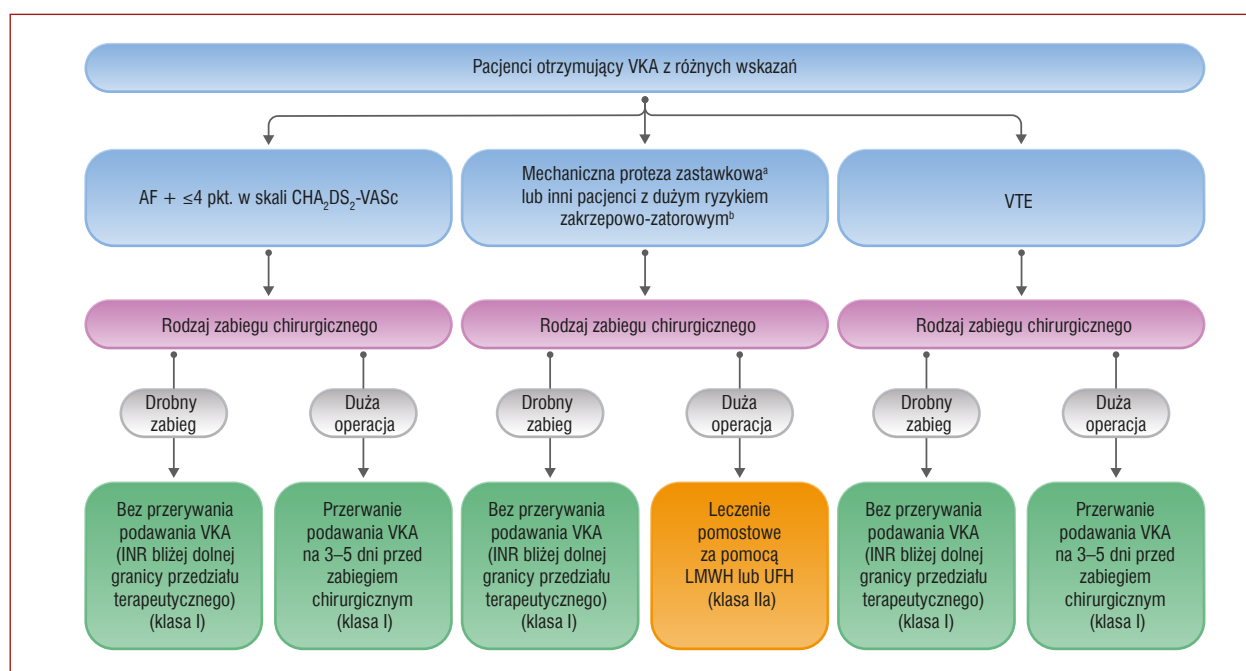 Pacjenci otrzymujący VKA z różnych wskazań
AF + ≤4 pkt. w skali CHA₂DS₂-VASc
Mechaniczna proteza zastawkowaᵃ
lub inni pacjenci z dużym ryzykiem
zakrzepowo-zatorowymᵇ
VTE
Rodzaj zabiegu chirurgicznego
Rodzaj zabiegu chirurgicznego
Rodzaj zabiegu chirurgicznego
Drobny
zabieg
Duża
operacja
Drobny
zabieg
Duża
operacja
Drobny
zabieg
Duża
operacja
Bez przerywania
podawania VKA
(INR bliżej dolnej
granicy przedziału
terapeutycznego)
(klasa I)
Przerwanie
podawania VKA
na 3–5 dni przed
zabiegiem
chirurgicznym
(klasa I)
Bez przerywania
podawania VKA
(INR bliżej dolnej
granicy przedziału
terapeutycznego)
(klasa I)
Leczenie
pomostowe
za pomocą
LMWH lub UFH
(klasa IIa)
Bez przerywania
podawania VKA
(INR bliżej dolnej
granicy przedziału
terapeutycznego)
(klasa I)
Przerwanie
podawania VKA
na 3–5 dni przed
zabiegiem
chirurgicznym
(klasa I)